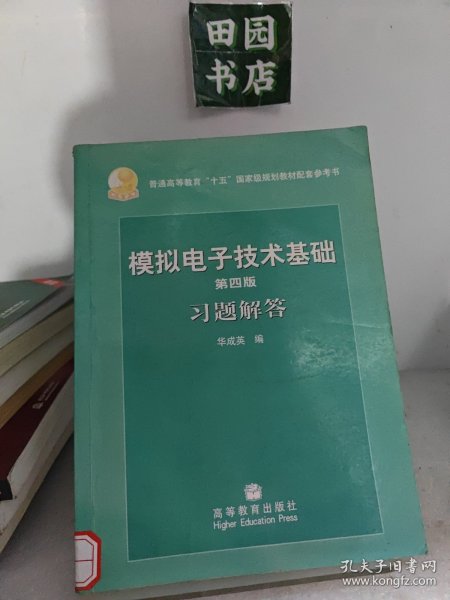 田园
书店
普通高等教育“十五”国家级规划教材配套参考书
模拟电子技术基础
第四版
习题解答
华成英 编
高等教育出版社
Higher Education Press
孔夫子旧书网
www.kongfz.com